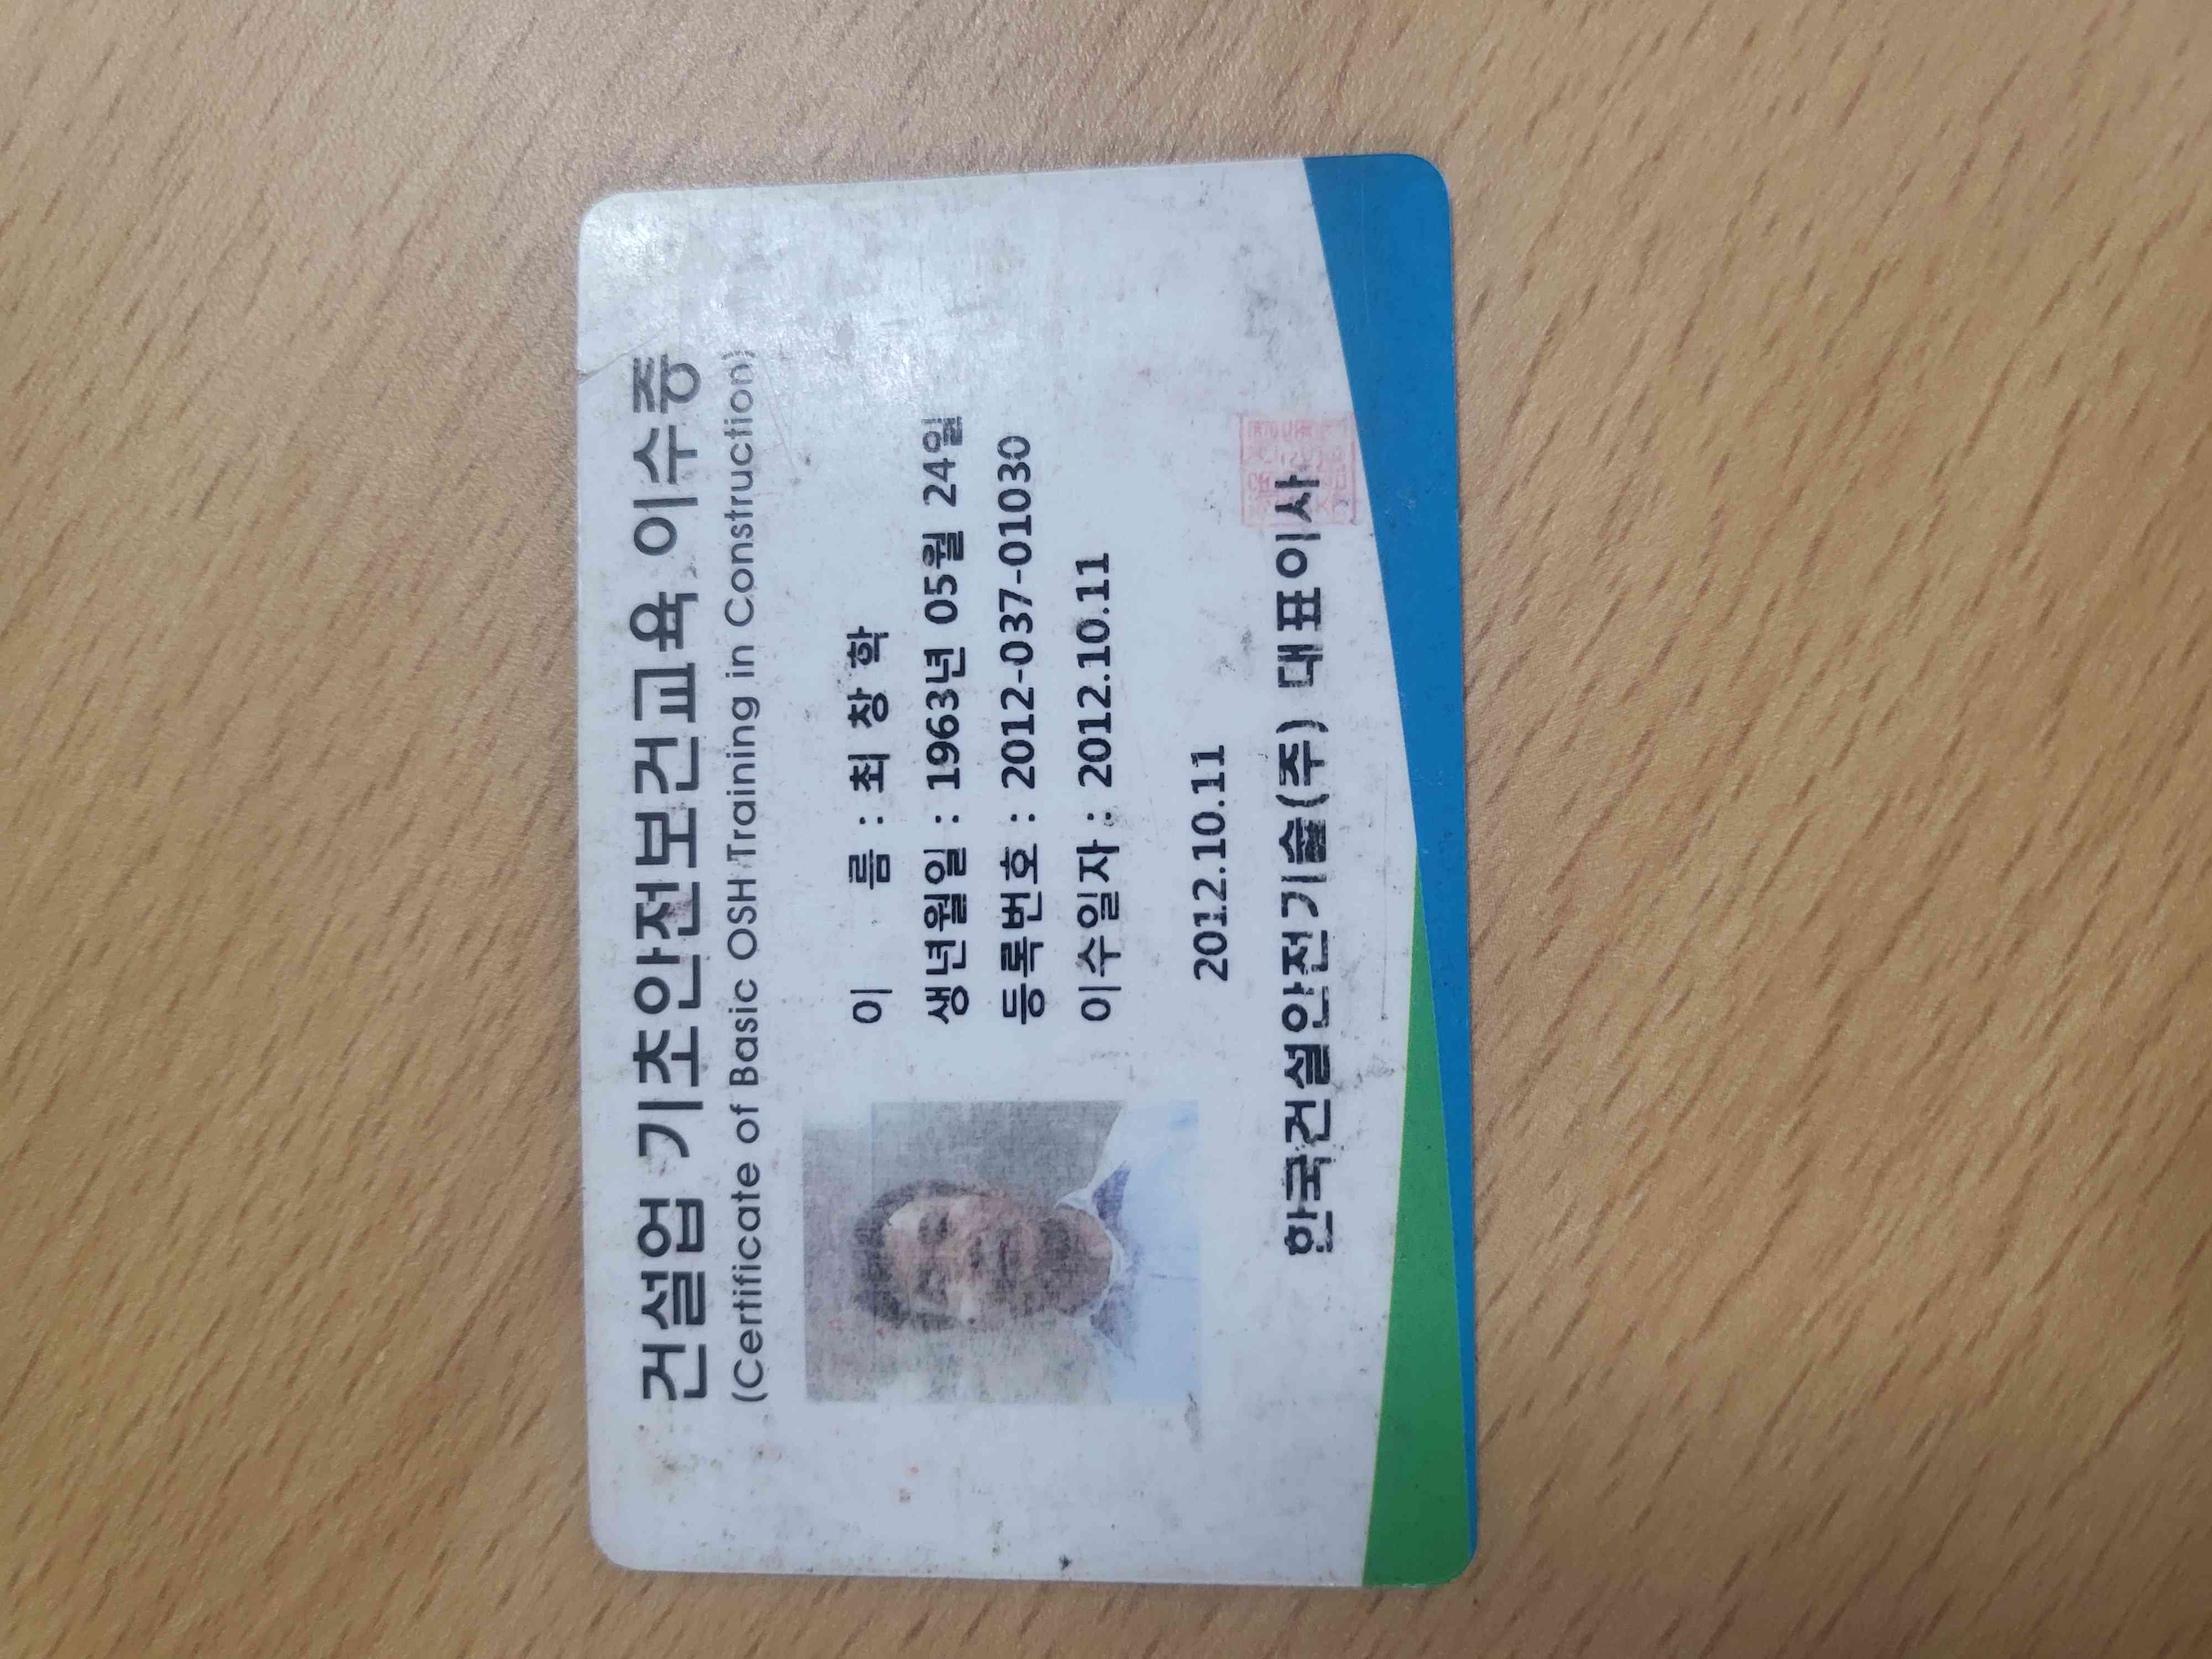 건설업 기초안전보건교육 이수증
(Certificate of Basic OSH Training in Construction)
이 름 : 최 창 학
생년월일 : 1963년 05월 24일
등록번호 : 2012-037-01030
이수일자 : 2012.10.11
2012.10.11
한국건설안전기술(주) 대표이사